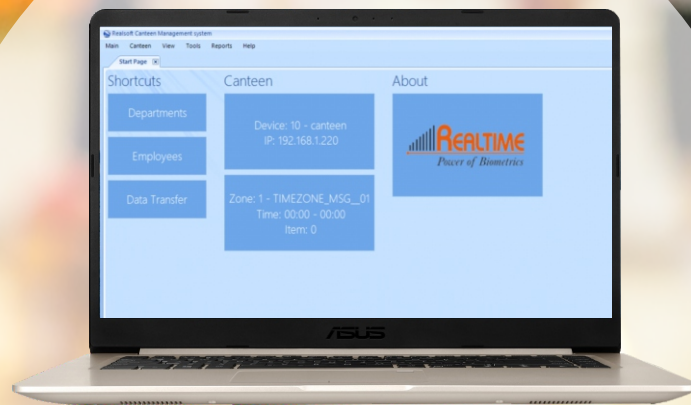 Realsoft Canteen Management system
Main Canteen View Tools Reports Help
Start Page
Shortcuts
Departments
Employees
Data Transfer
Canteen
Device: 10 - canteen
IP: 192.168.1.220
Zone: 1 - TIMEZONE_MSG__01
Time: 00:00 - 00:00
Item: 0
About
REALTIME
Power of Biometrics
ASUS